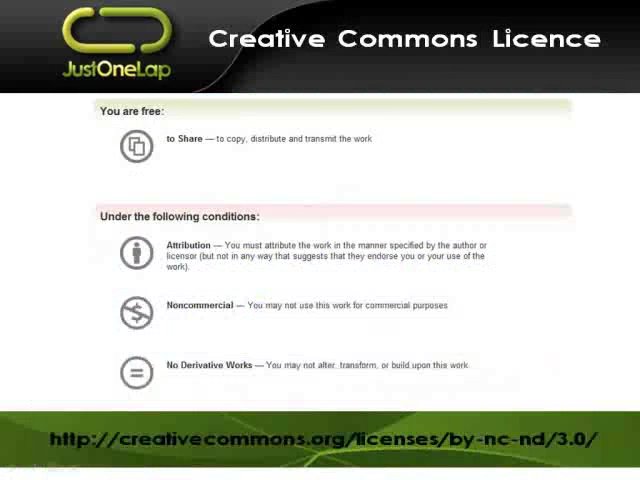 JustOneLap
Creative Commons Licence
You are free:
to Share — to copy, distribute and transmit the work
Under the following conditions:
Attribution — You must attribute the work in the manner specified by the author or
licensor (but not in any way that suggests that they endorse you or your use of the
work).
Noncommercial — You may not use this work for commercial purposes
No Derivative Works — You may not alter, transform, or build upon this work
http://creativecommons.org/licenses/by-nc-nd/3.0/